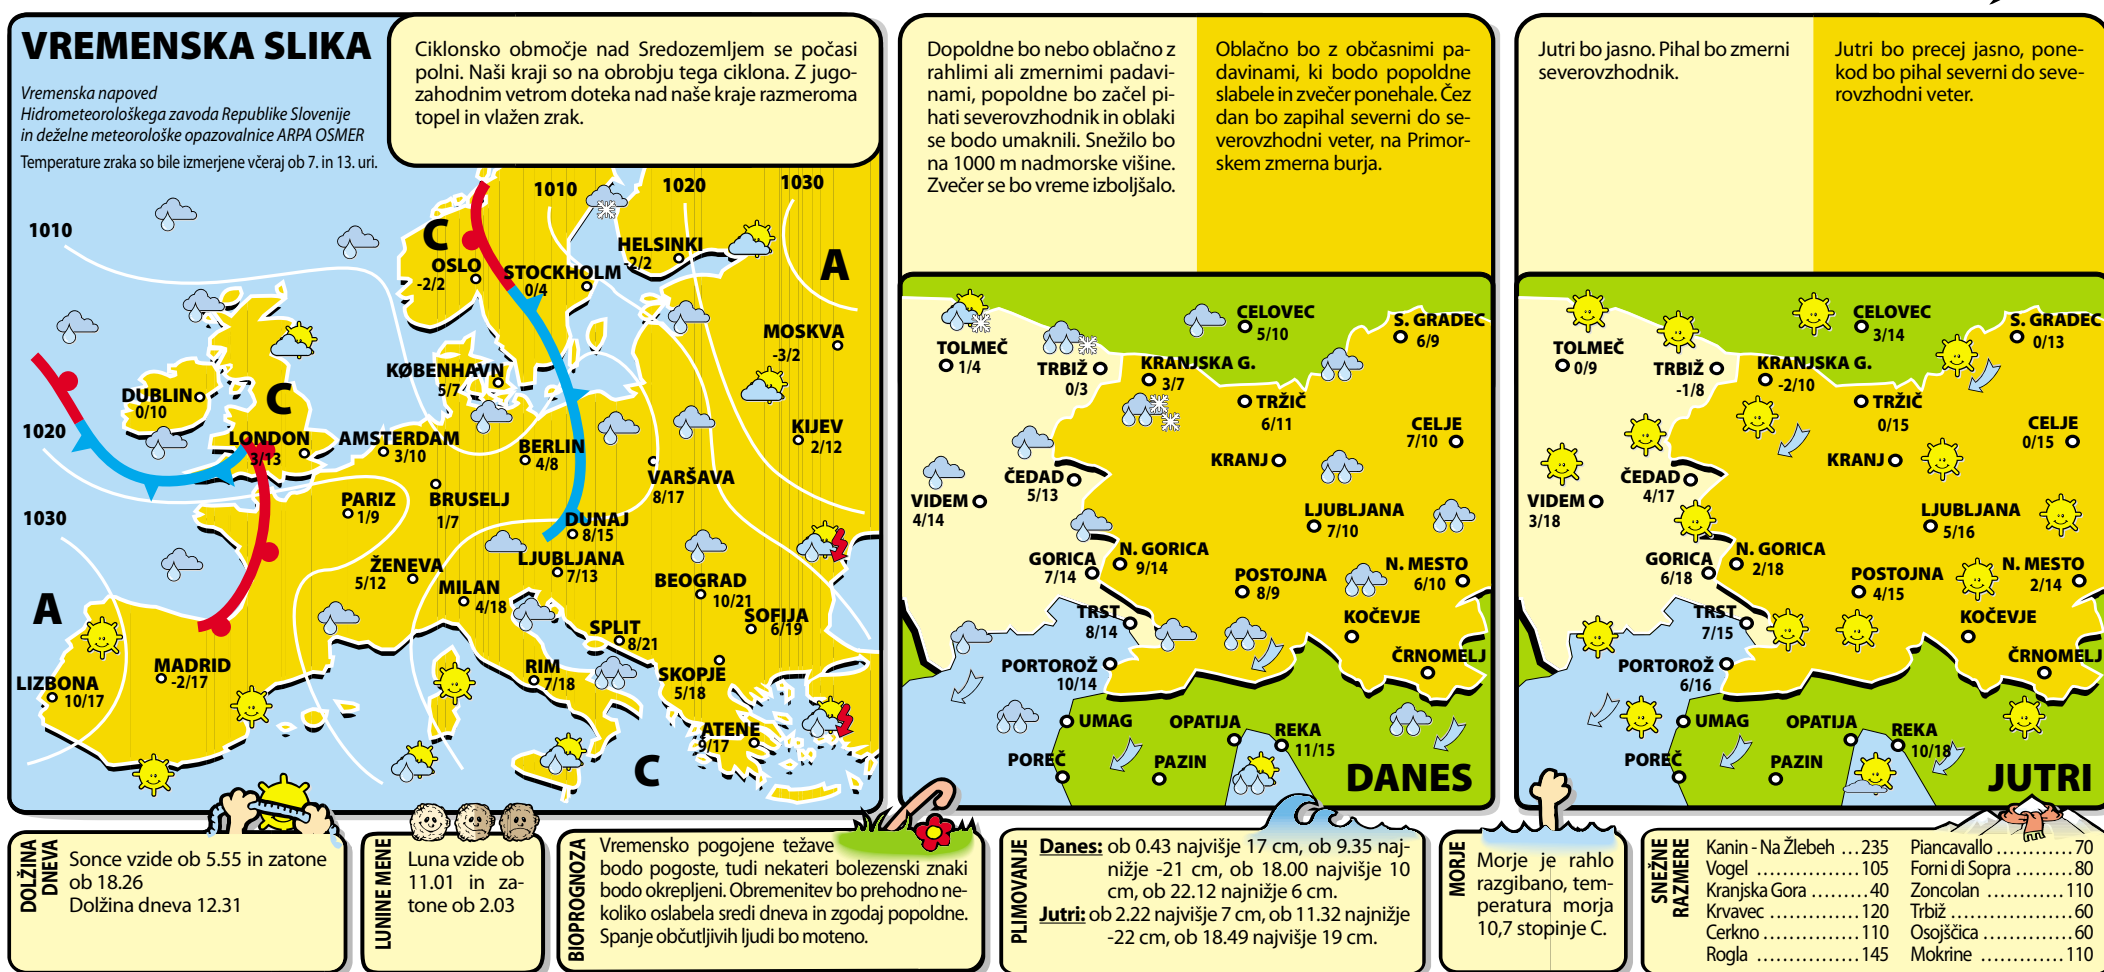 VREMENSKA SLIKA
Vremenska napoved
Hidrometeorološkega zavoda Republike Slovenije
in deželne meteorološke opazovalnice ARPA OSMER
Temperature zraka so bile izmerjene včeraj ob 7. in 13. uri.
Ciklonsko območje nad Sredozemljem se počasi
polni. Naši kraji so na obrobju tega ciklona. Z jugo-
zahodnim vetrom doteka nad naše kraje razmeroma
topel in vlažen zrak.
1010
1020
1030
1010
C
HELSINKI
-2/2
A
OSLO
-2/2
STOCKHOLM
0/4
MOSKVA
-3/2
KØBENHAVN
5/7
DUBLIN
0/10
C
1020
LONDON
3/13
AMSTERDAM
3/10
BERLIN
4/8
KIJEV
2/12
VARŠAVA
8/17
PARIZ
1/9
BRUSELJ
1/7
1030
DUNAJ
8/15
ŽENEVA
5/12
LJUBLJANA
7/13
MILAN
4/18
BEOGRAD
10/21
A
SOFIJA
6/19
SPLIT
8/21
MADRID
-2/17
LIZBONA
10/17
RIM
7/18
SKOPJE
5/18
ATENE
9/17
C
Dopoldne bo nebo oblačno z
rahlimi ali zmernimi padavi-
nami, popoldne bo začel pi-
hati severovzhodnik in oblaki
se bodo umaknili. Snežilo bo
na 1000 m nadmorske višine.
Zvečer se bo vreme izboljšalo.
Oblačno bo z občasnimi pa-
davinami, ki bodo popoldne
slabele in zvečer ponehale. Čez
dan bo zapihal severni do se-
verovzhodni veter, na Primor-
skem zmerna burja.
CELOVEC
5/10
S. GRADEC
6/9
TOLMEČ
1/4
TRBIŽ
0/3
KRANJSKA G.
3/7
TRŽIČ
6/11
CELJE
7/10
KRANJ
ČEDAD
5/13
VIDEM
4/14
LJUBLJANA
7/10
GORICA
7/14
N. GORICA
9/14
N. MESTO
6/10
POSTOJNA
8/9
TRST
8/14
KOČEVJE
PORTOROŽ
10/14
ČRNOMELJ
UMAG
OPATIJA
REKA
11/15
POREČ
PAZIN
DANES
Jutri bo jasno. Pihal bo zmerni
severovzhodnik.
Jutri bo precej jasno, pone-
kod bo pihal severni do seve-
rovzhodni veter.
CELOVEC
3/14
S. GRADEC
0/13
TOLMEČ
0/9
TRBIŽ
-1/8
KRANJSKA G.
-2/10
TRŽIČ
0/15
CELJE
0/15
KRANJ
ČEDAD
4/17
VIDEM
3/18
LJUBLJANA
5/16
GORICA
6/18
N. GORICA
2/18
N. MESTO
2/14
POSTOJNA
4/15
TRST
7/15
KOČEVJE
PORTOROŽ
6/16
ČRNOMELJ
UMAG
OPATIJA
REKA
10/18
POREČ
PAZIN
JUTRI
DOLŽINA
DNEVA
Sonce vzide ob 5.55 in zatone
ob 18.26
Dolžina dneva 12.31
LUNINE MENE
Luna vzide ob
11.01 in za-
tone ob 2.03
BIOPROGNOZA
Vremensko pogojene težave
bodo pogoste, tudi nekateri bolezenski znaki
bodo okrepljeni. Obremenitev bo prehodno ne-
koliko oslabela sredi dneva in zgodaj popoldne.
Spanje občutljivih ljudi bo moteno.
PLIMOVANJE
Danes: ob 0.43 najvišje 17 cm, ob 9.35 naj-
nižje -21 cm, ob 18.00 najvišje 10
cm, ob 22.12 najnižje 6 cm.
Jutri: ob 2.22 najvišje 7 cm, ob 11.32 najnižje
-22 cm, ob 18.49 najvišje 19 cm.
MORJE
Morje je rahlo
razgibano, tem-
peratura morja
10,7 stopinje C.
SNEŽNE
RAZMERE
Kanin - Na Žlebeh ...235
Vogel ................105
Kranjska Gora .........40
Krvavec ..............120
Cerkno ...............110
Rogla ................145
Piancavallo ............70
Forni di Sopra .........80
Zoncolan .............110
Trbiž ..................60
Osojščica ..............60
Mokrine .............110